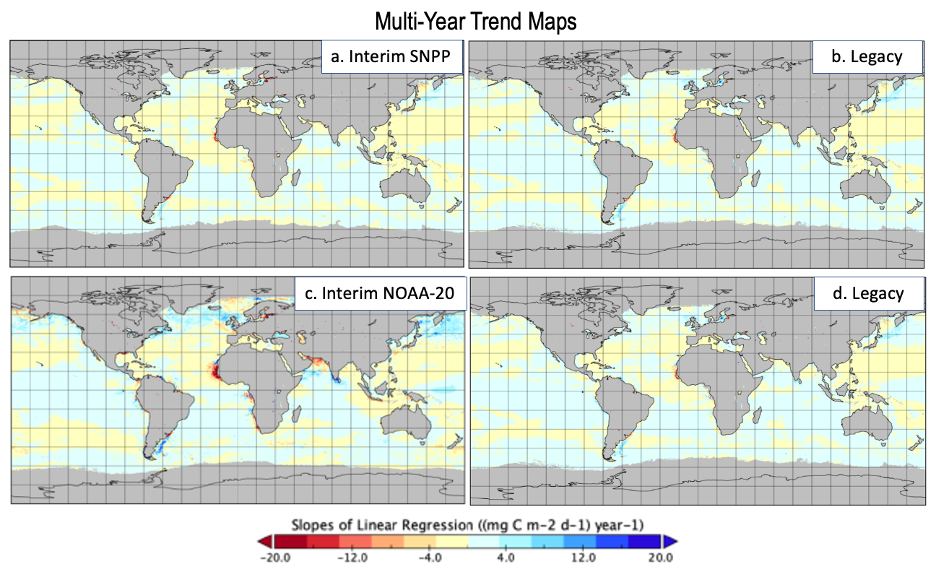 Multi-Year Trend Maps
a. Interim SNPP
b. Legacy
c. Interim NOAA-20
d. Legacy
Slopes of Linear Regression ((mg C m-2 d-1) year-1)
-20.0 -12.0 -4.0 4.0 12.0 20.0